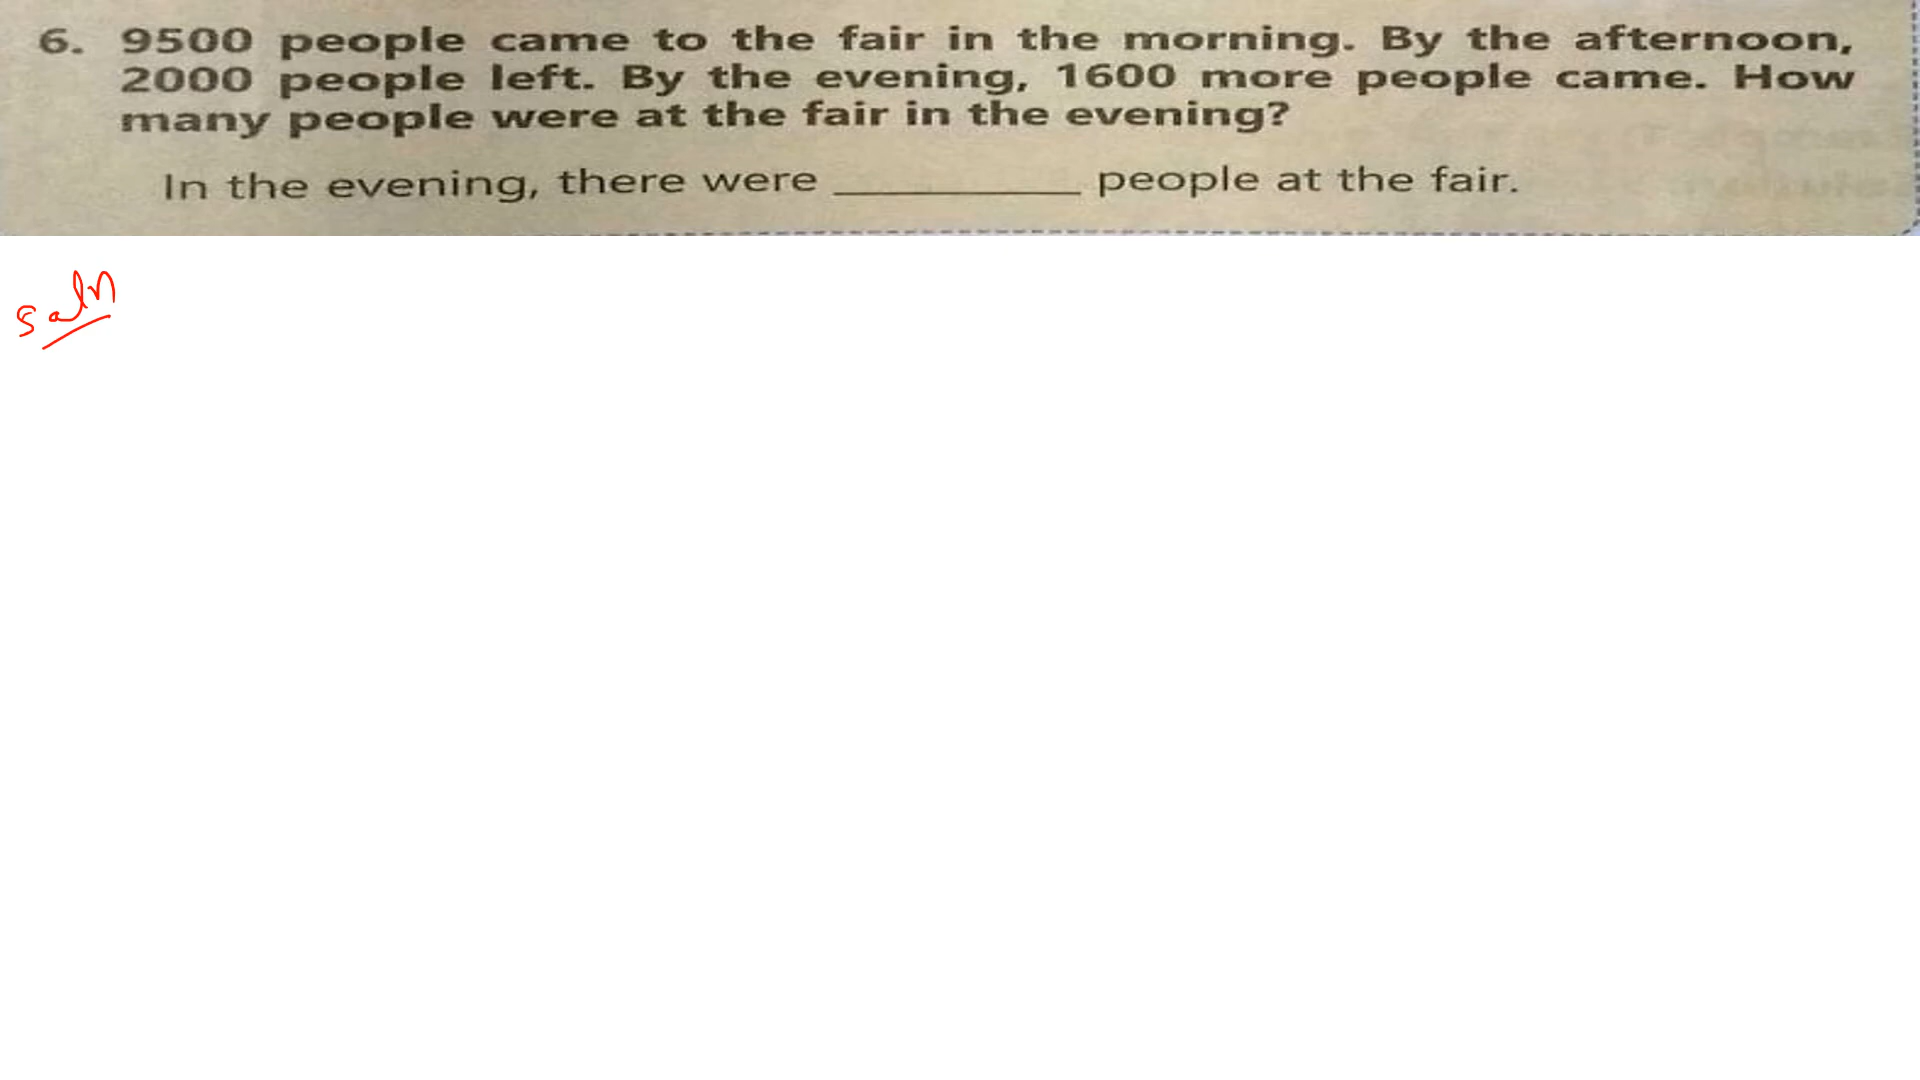 6. 9500 people came to the fair in the morning. By the afternoon,
2000 people left. By the evening, 1600 more people came. How
many people were at the fair in the evening?
In the evening, there were __________ people at the fair.
Soln